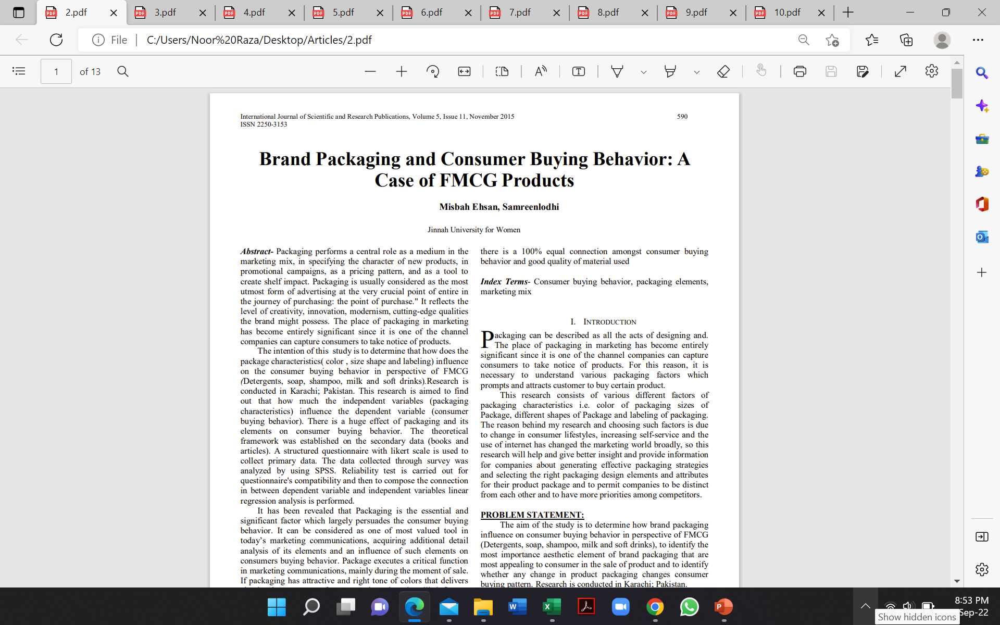 2.pdf
3.pdf
4.pdf
5.pdf
6.pdf
7.pdf
8.pdf
9.pdf
10.pdf
File
C:/Users/Noor%20Raza/Desktop/Articles/2.pdf
1
of 13
International Journal of Scientific and Research Publications, Volume 5, Issue 11, November 2015
590
ISSN 2250-3153
Brand Packaging and Consumer Buying Behavior: A
Case of FMCG Products
Misbah Ehsan, Samreenlodhi
Jinnah University for Women
Abstract- Packaging performs a central role as a medium in the
marketing mix, in specifying the character of new products, in
promotional campaigns, as a pricing pattern, and as a tool to
create shelf impact. Packaging is usually considered as the most
utmost form of advertising at the very crucial point of entire in
the journey of purchasing: the point of purchase." It reflects the
level of creativity, innovation, modernism, cutting-edge qualities
the brand might possess. The place of packaging in marketing
has become entirely significant since it is one of the channel
companies can capture consumers to take notice of products.
The intention of this study is to determine that how does the
package characteristics( color , size shape and labeling) influence
on the consumer buying behavior in perspective of FMCG
(Detergents, soap, shampoo, milk and soft drinks).Research is
conducted in Karachi; Pakistan. This research is aimed to find
out that how much the independent variables (packaging
characteristics) influence the dependent variable (consumer
buying behavior). There is a huge effect of packaging and its
elements on consumer buying behavior. The theoretical
framework was established on the secondary data (books and
articles). A structured questionnaire with likert scale is used to
collect primary data. The data collected through survey was
analyzed by using SPSS. Reliability test is carried out for
questionnaire's compatibility and then to compose the connection
in between dependent variable and independent variables linear
regression analysis is performed.
It has been revealed that Packaging is the essential and
significant factor which largely persuades the consumer buying
behavior. It can be considered as one of most valued tool in
today's marketing communications, acquiring additional detail
analysis of its elements and an influence of such elements on
consumers buying behavior. Package executes a critical function
in marketing communications, mainly during the moment of sale.
If packaging has attractive and right tone of colors that delivers
there is a 100% equal connection amongst consumer buying
behavior and good quality of material used
Index Terms- Consumer buying behavior, packaging elements,
marketing mix
I. INTRODUCTION
Packaging can be described as all the acts of designing and.
The place of packaging in marketing has become entirely
significant since it is one of the channel companies can capture
consumers to take notice of products. For this reason, it is
necessary to understand various packaging factors which
prompts and attracts customer to buy certain product.
This research consists of various different factors of
packaging characteristics i.e. color of packaging sizes of
Package, different shapes of Package and labeling of packaging.
The reason behind my research and choosing such factors is due
to change in consumer lifestyles, increasing self-service and the
use of internet has changed the marketing world broadly, so this
research will help and give better insight and provide information
for companies about generating effective packaging strategies
and selecting the right packaging design elements and attributes
for their product package and to permit companies to be distinct
from each other and to have more priorities among competitors.
PROBLEM STATEMENT:
The aim of the study is to determine how brand packaging
influence on consumer buying behavior in perspective of FMCG
(Detergents, soap, shampoo, milk and soft drinks), to identify the
most importance aesthetic element of brand packaging that are
most appealing to consumer in the sale of product and to identify
whether any change in product packaging changes consumer
buying pattern. Research is conducted in Karachi; Pakistan.
8:53 PM
Sep-22
Show hidden icons